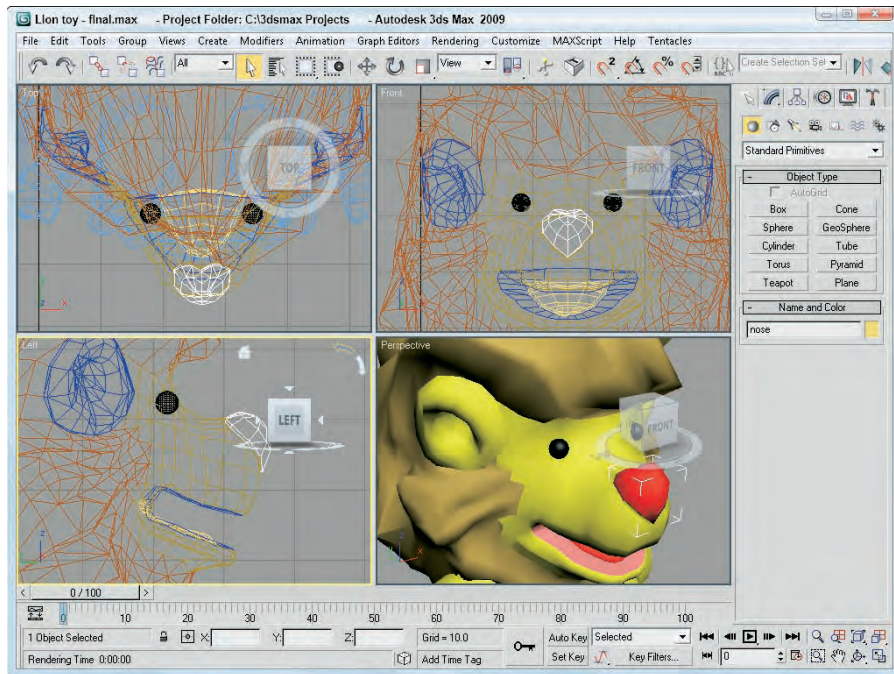 LIon toy - fInal.max - Project Folder: C:\3dsmax Projects - Autodesk 3ds Max 2009
File Edit Tools Group Views Create Modifiers Animation Graph Editors Rendering Customize MAXScript Help Tentacles
All View Create Selection Set
Top
TOP
Front
FRONT
Standard Primitives
Object Type
AutoGrid
Box Cone
Sphere GeoSphere
Cylinder Tube
Torus Pyramid
Teapot Plane
Name and Color
nose
Left
LEFT
Perspective
FRONT
z x
z x
z
z x
< 0 / 100 >
0 10 20 30 40 50 60 70 80 90 100
1 Object Selected X: Y: Z: Grid = 10.0 Auto Key Selected
Rendering Time 0:00:00 Add Time Tag Set Key Key Filters... 0